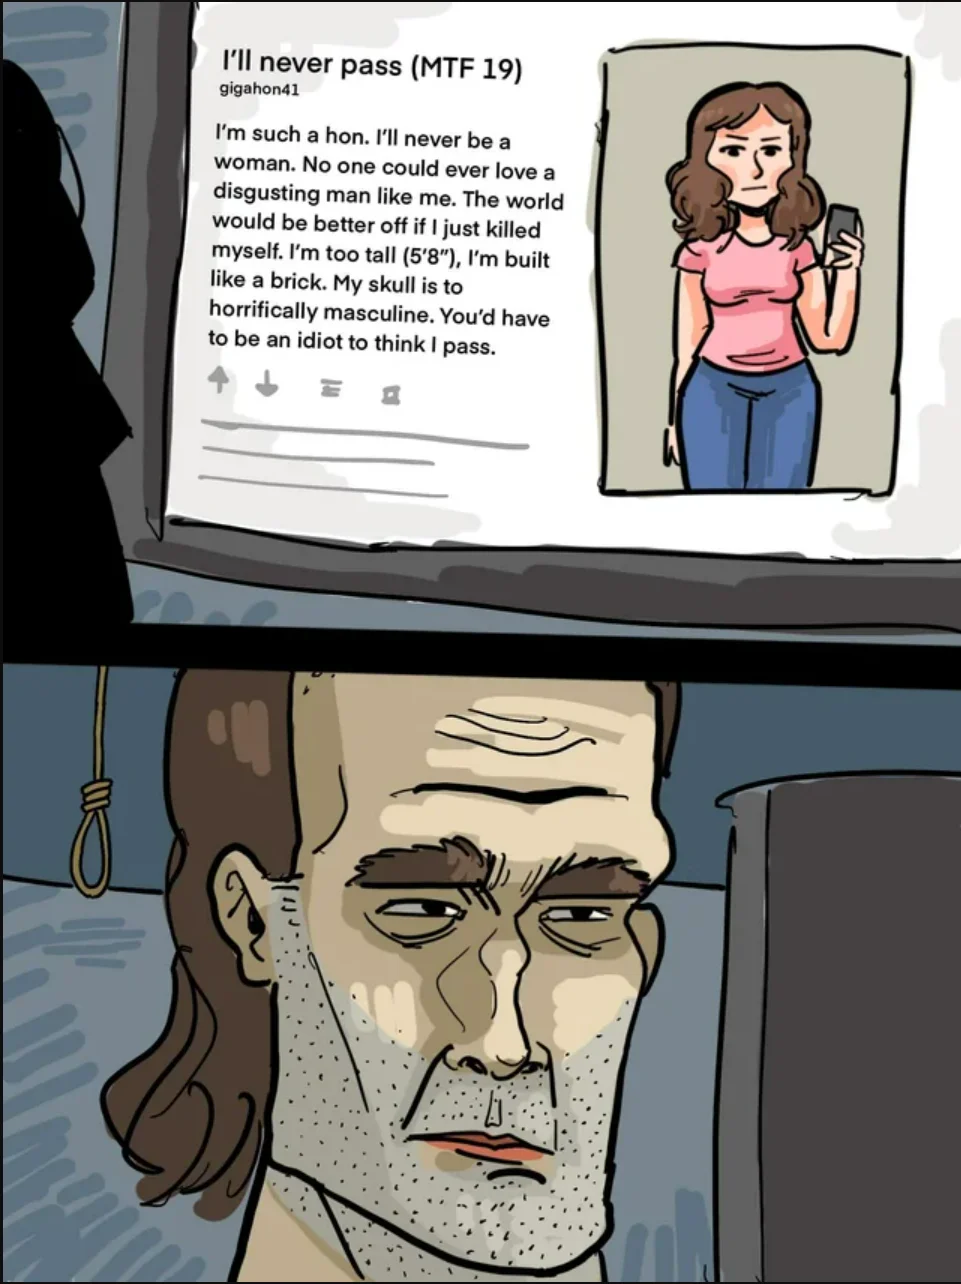 I'll never pass (MTF 19)
gigahon41
I'm such a hon. I'll never be a
woman. No one could ever love a
disgusting man like me. The world
would be better off if I just killed
myself. I'm too tall (5'8"), I'm built
like a brick. My skull is to
horrifically masculine. You'd have
to be an idiot to think I pass.